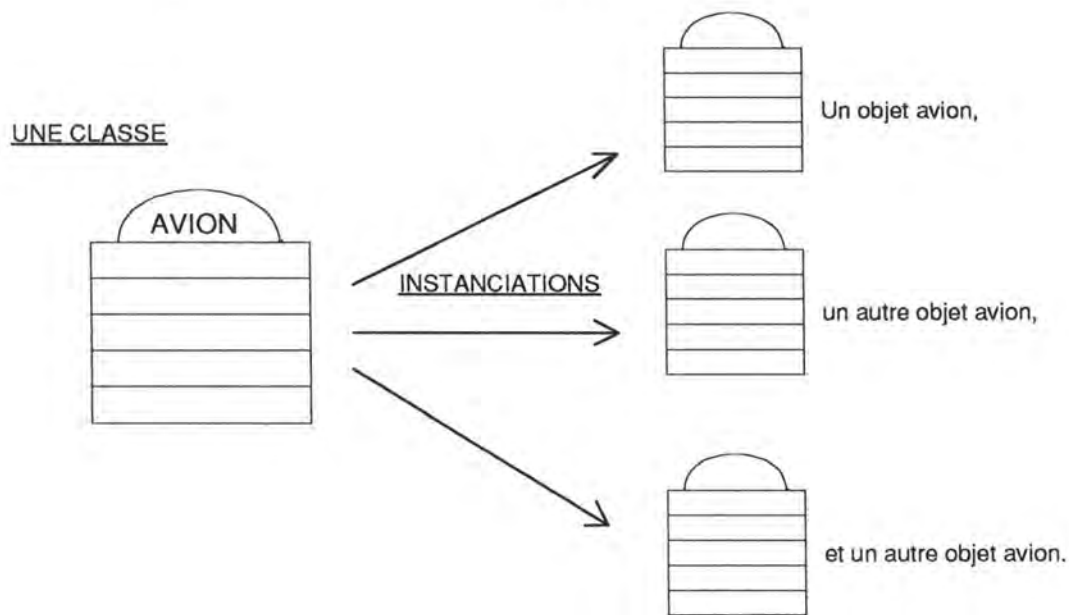 Un objet avion,
UNE CLASSE
AVION
INSTANCIATIONS
un autre objet avion,
et un autre objet avion.